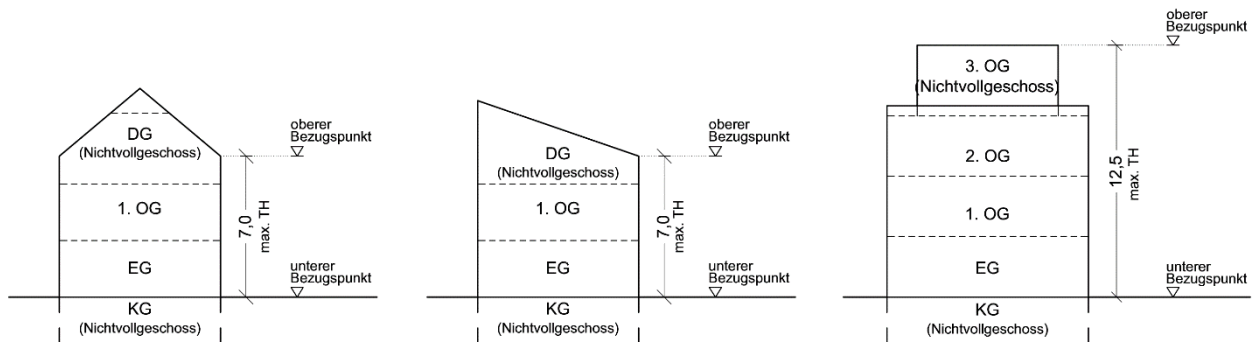 DG
(Nichtvollgeschoss)
1. OG
EG
KG
(Nichtvollgeschoss)
oberer
Bezugspunkt
7,0
max. TH
unterer
Bezugspunkt
DG
(Nichtvollgeschoss)
1. OG
EG
KG
(Nichtvollgeschoss)
oberer
Bezugspunkt
7,0
max. TH
unterer
Bezugspunkt
3. OG
(Nichtvollgeschoss)
2. OG
1. OG
EG
KG
(Nichtvollgeschoss)
oberer
Bezugspunkt
12,5
max. TH
unterer
Bezugspunkt